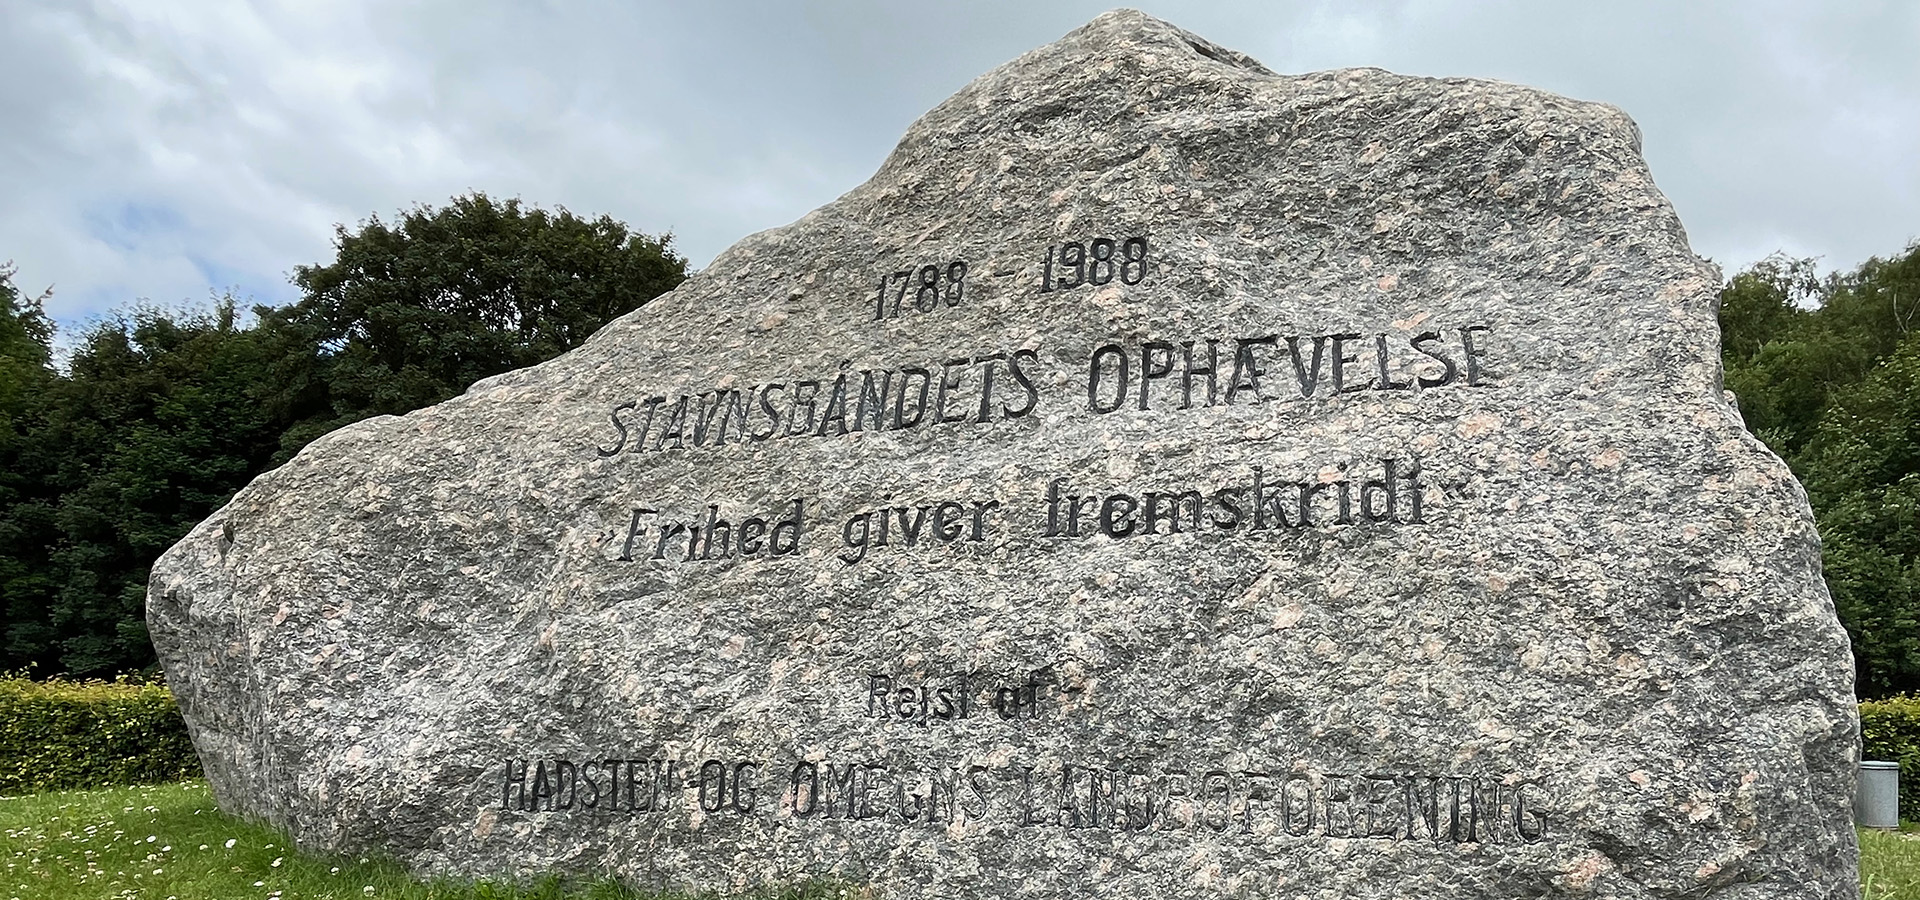 1788 - 1988
STAVNSBÅNDETS OPHÆVELSE
"Frihed giver fremskridt"
Rejst af
HADSTEN OG OMEGNS LANDBOFORENING